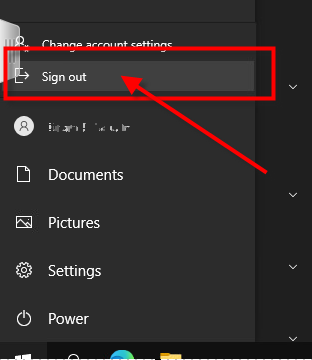 Change account settings
Sign out
Documents
Pictures
Settings
Power